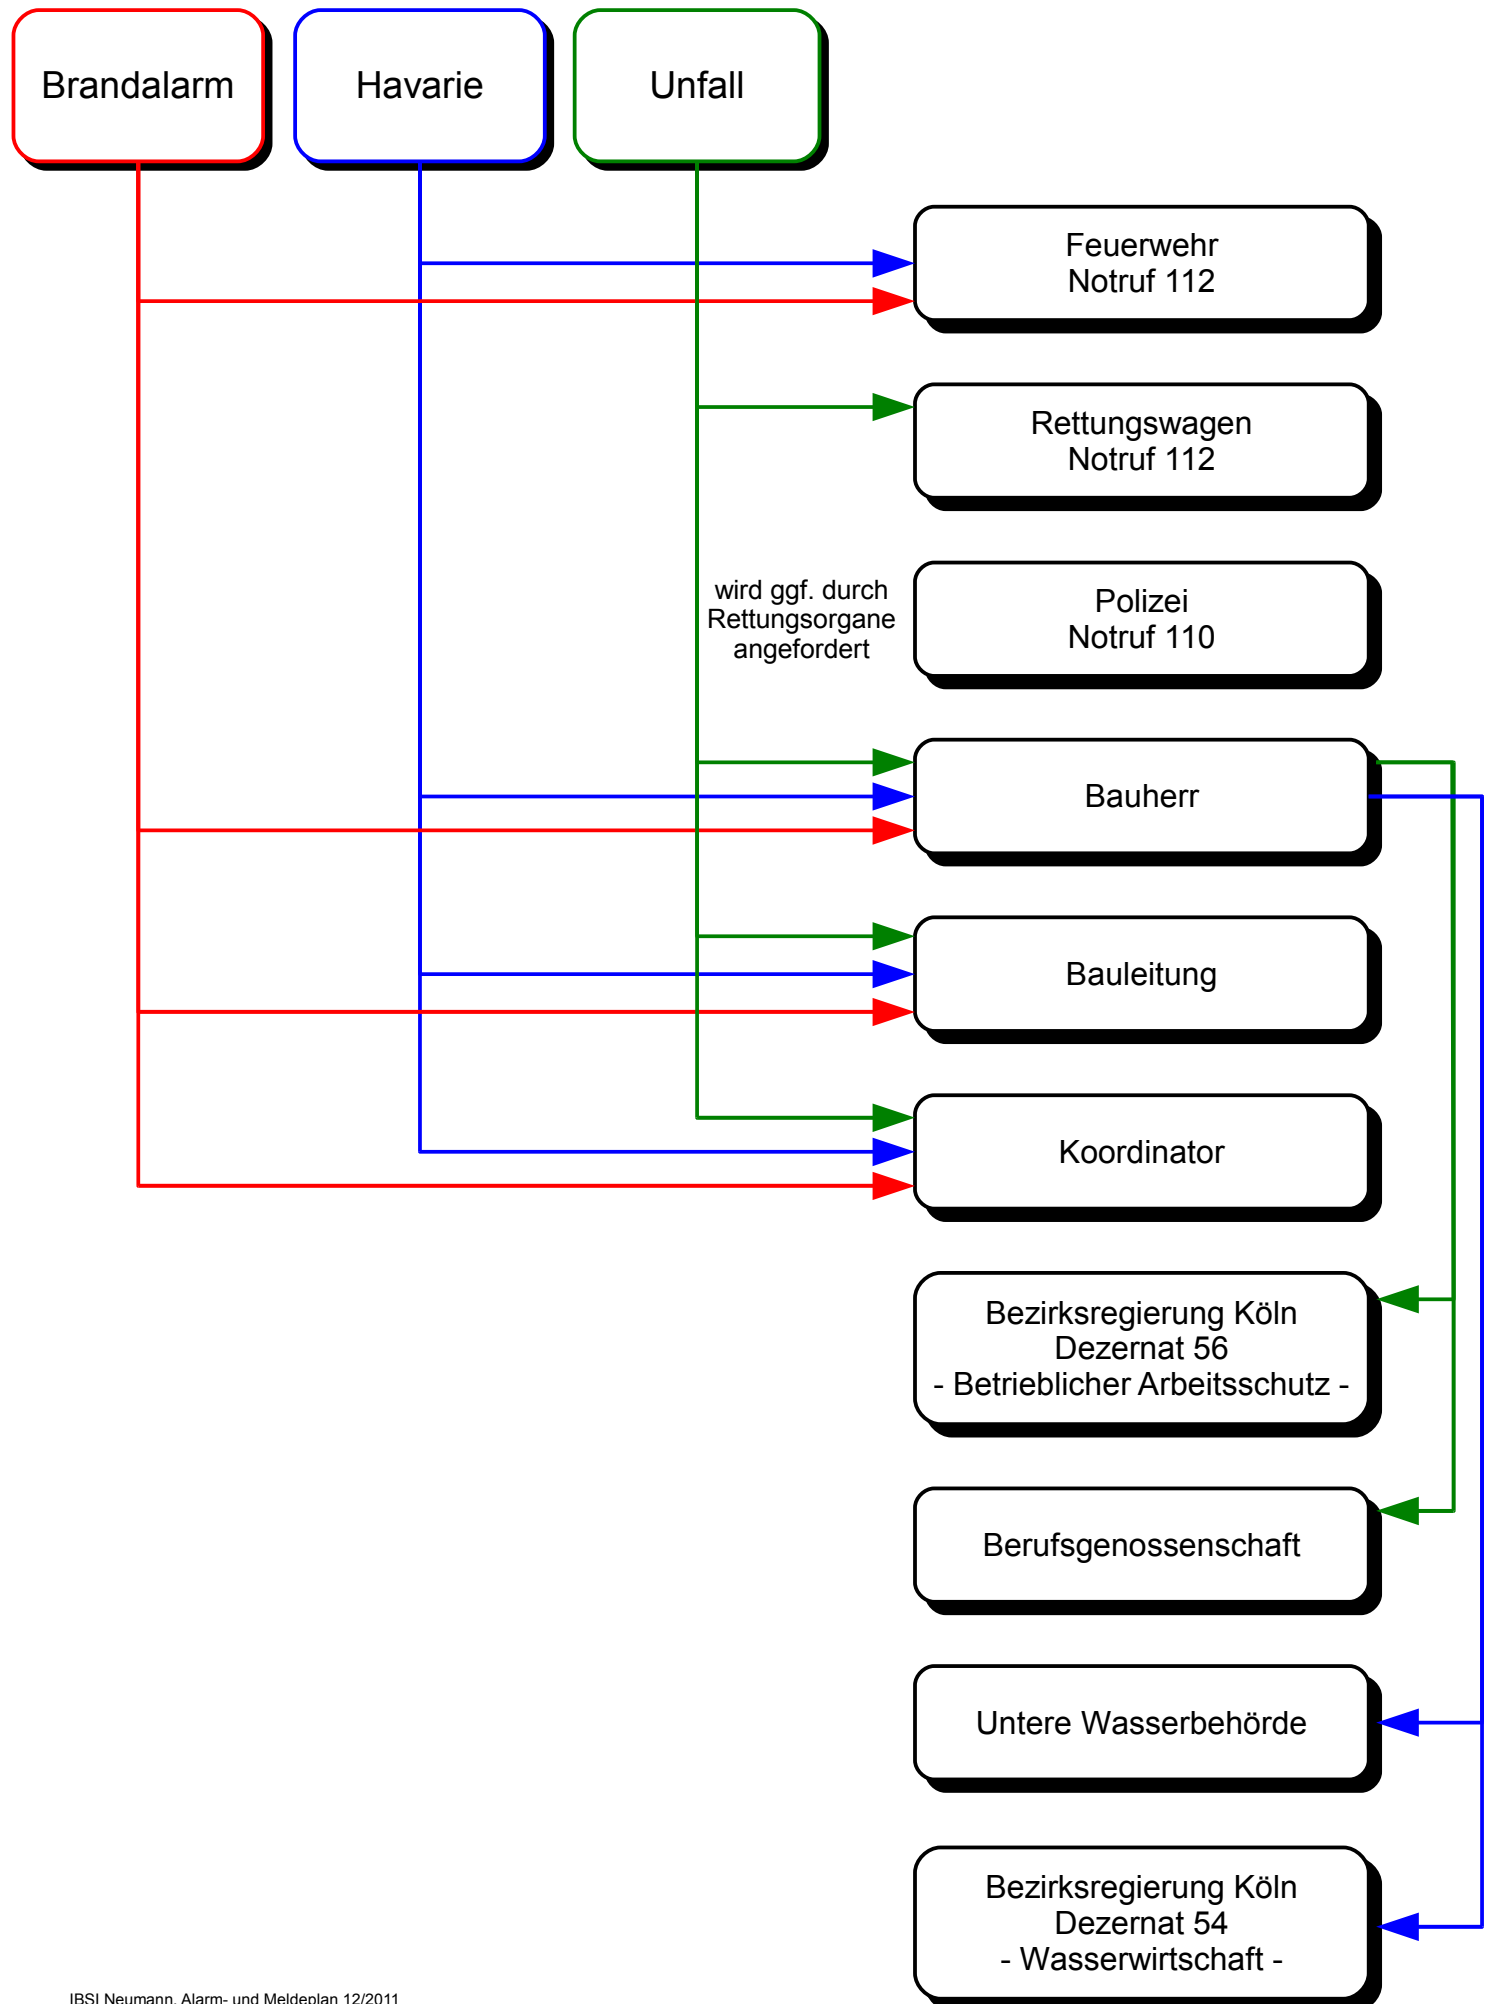 Brandalarm
Havarie
Unfall
Feuerwehr
Notruf 112
Rettungswagen
Notruf 112
wird ggf. durch
Rettungsorgane
angefordert
Polizei
Notruf 110
Bauherr
Bauleitung
Koordinator
Bezirksregierung Köln
Dezernat 56
- Betrieblicher Arbeitsschutz -
Berufsgenossenschaft
Untere Wasserbehörde
Bezirksregierung Köln
Dezernat 54
- Wasserwirtschaft -
IBSI Neumann, Alarm- und Meldeplan 12/2011